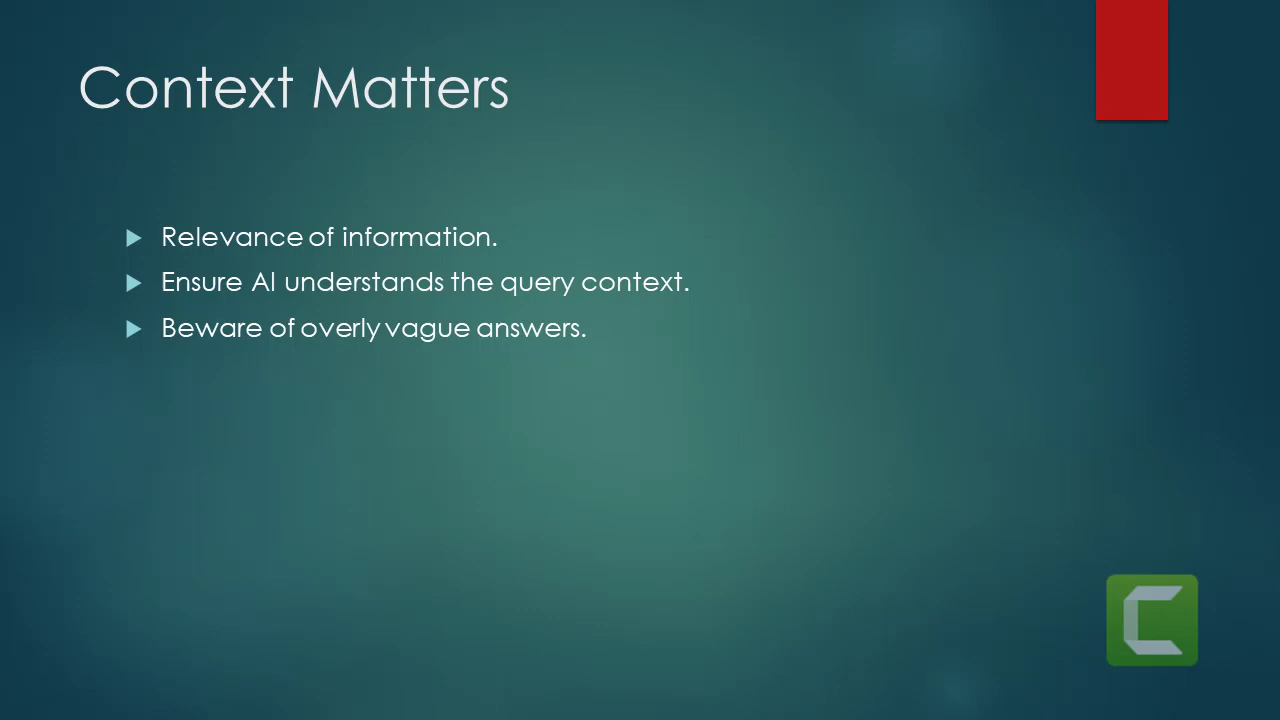 Context Matters
Relevance of information.
Ensure AI understands the query context.
Beware of overly vague answers.